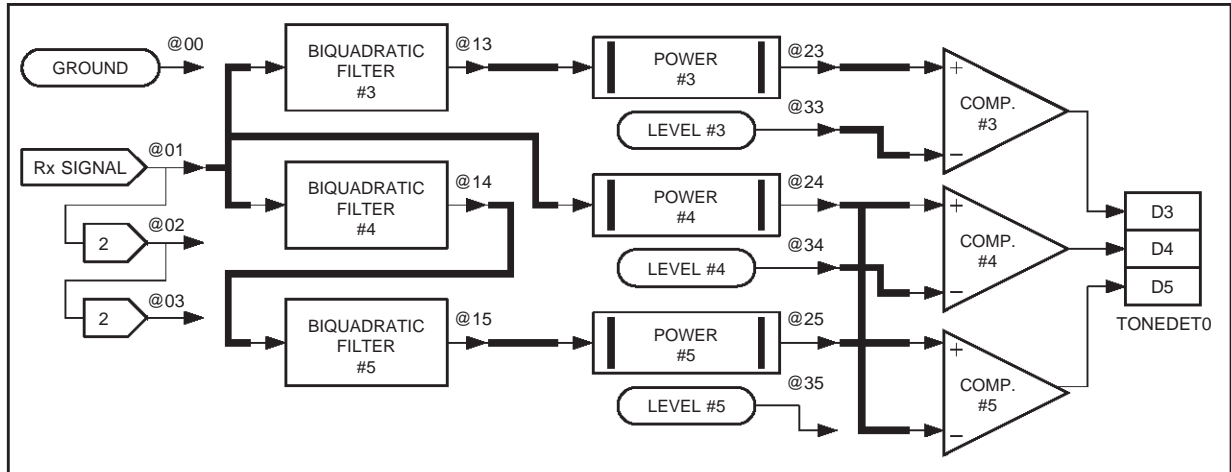 @00
GROUND
BIQUADRATIC
FILTER
#3
@13
POWER
#3
@23
+
−
COMP.
#3
LEVEL #3
@33
Rx SIGNAL
@01
BIQUADRATIC
FILTER
#4
@14
POWER
#4
@24
+
−
COMP.
#4
LEVEL #4
@34
2
@02
2
@03
BIQUADRATIC
FILTER
#5
@15
POWER
#5
@25
+
−
COMP.
#5
LEVEL #5
@35
D3
D4
D5
TONEDET0